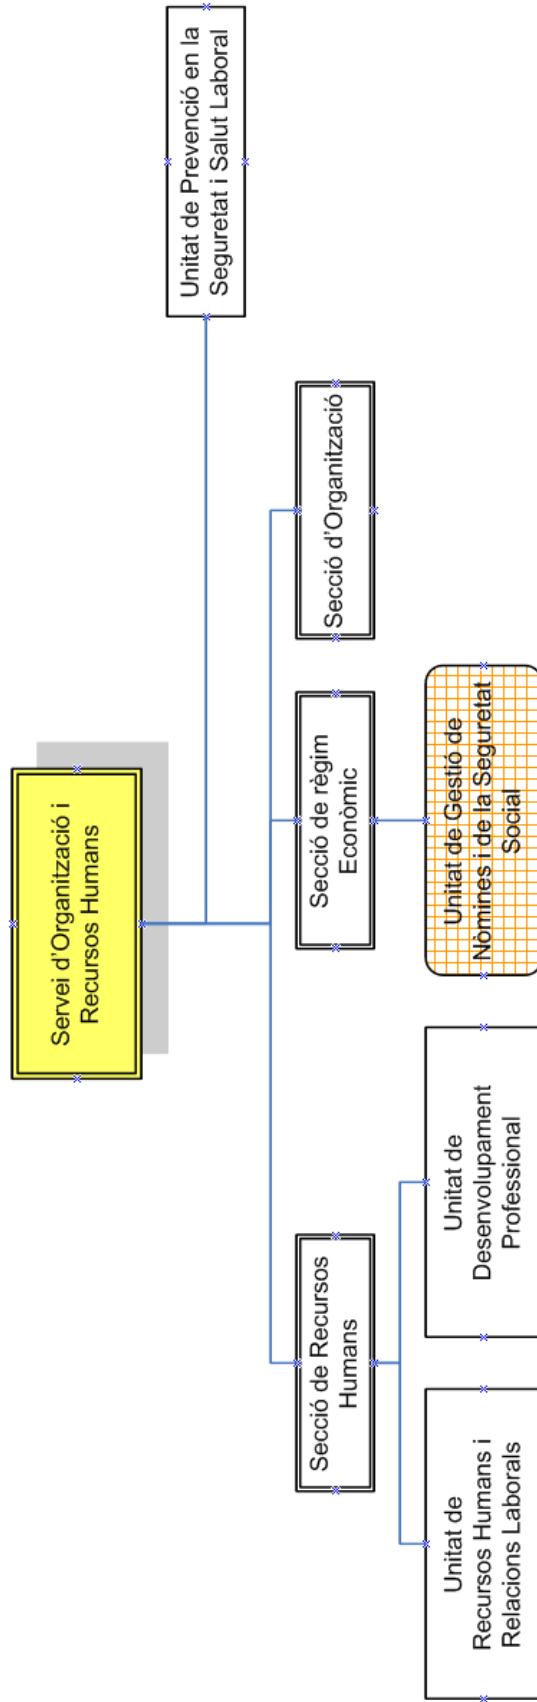 Servei d'Organització i
Recursos Humans
Unitat de Prevenció en la
Seguretat i Salut Laboral
Secció de Recursos
Humans
Secció de règim
Econòmic
Secció d'Organització
Unitat de
Recursos Humans i
Relacions Laborals
Unitat de
Desenvolupament
Professional
Unitat de Gestió de
Nòmines i de la Seguretat
Social